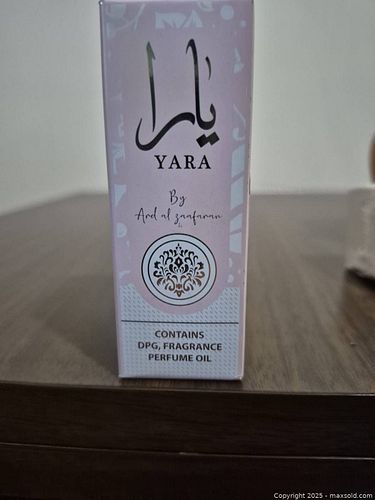 يارا
YARA
By
Ard al zaafaran
CONTAINS
DPG, FRAGRANCE
PERFUME OIL
Copyright 2025 - maxsold.com